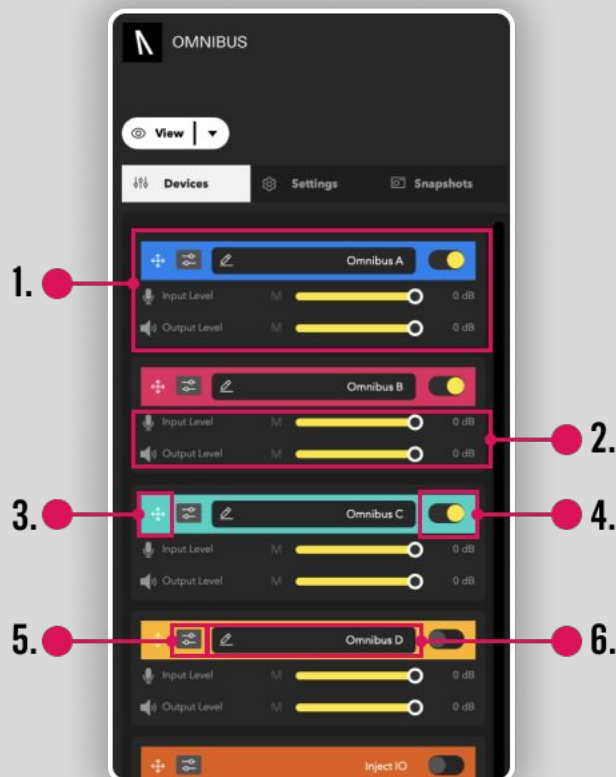 OMNIBUS
View
Devices Settings Snapshots
1.
Omnibus A
Input Level M 0 dB
Output Level M 0 dB
Omnibus B
2.
Input Level M 0 dB
Output Level M 0 dB
3.
Omnibus C
4.
Input Level M 0 dB
Output Level M 0 dB
5.
Omnibus D
6.
Input Level M 0 dB
Output Level M 0 dB
Inject IO